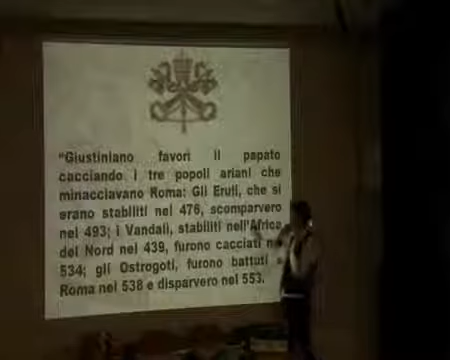 "Giustiniano favorì il papato
cacciando i tre popoli ariani che
minacciavano Roma: Gli Eruli, che si
erano stabiliti nel 476, scomparvero
nel 493; i Vandali, stabiliti nell'Africa
del Nord nel 439, furono cacciati
534; gli Ostrogoti, furono battuti
Roma nel 538 e disparvero nel 553.